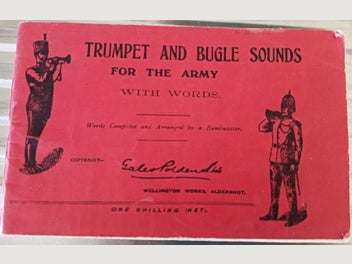 TRUMPET AND BUGLE SOUNDS
FOR THE ARMY
WITH WORDS.
Words Compiled and Arranged by a Bandmaster.
COPYRIGHT—
Gale & Polden Ltd
WELLINGTON WORKS, ALDERSHOT.
ONE SHILLING (NET).